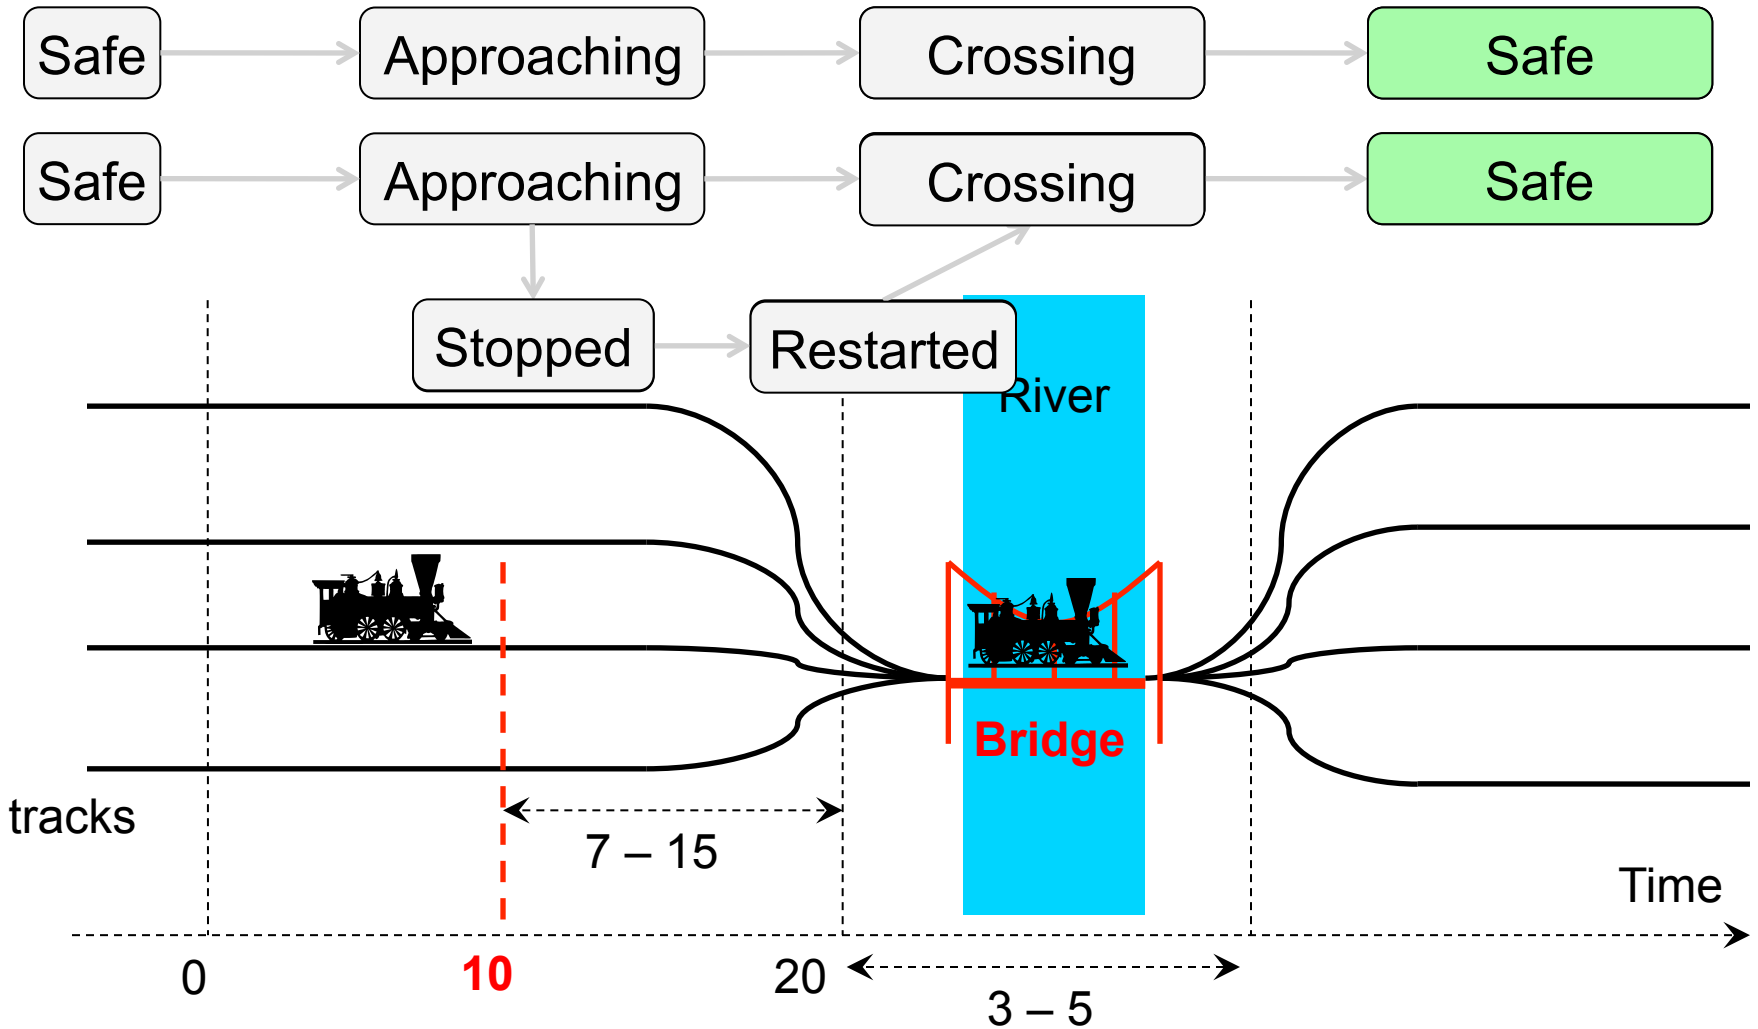 Safe
Approaching
Crossing
Safe
Safe
Approaching
Crossing
Safe
Stopped
Restarted
River
Bridge
tracks
7 – 15
Time
0
10
20
3 – 5